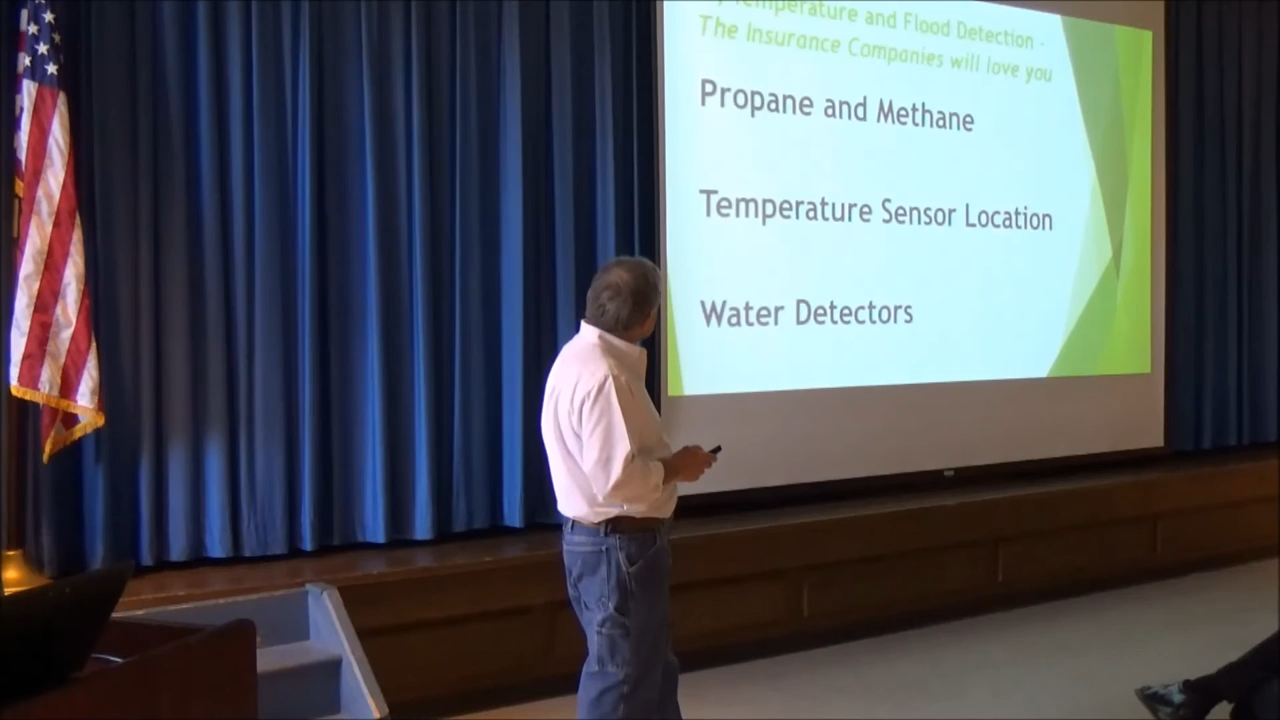 Temperature and Flood Detection -
The Insurance Companies will love you
Propane and Methane
Temperature Sensor Location
Water Detectors